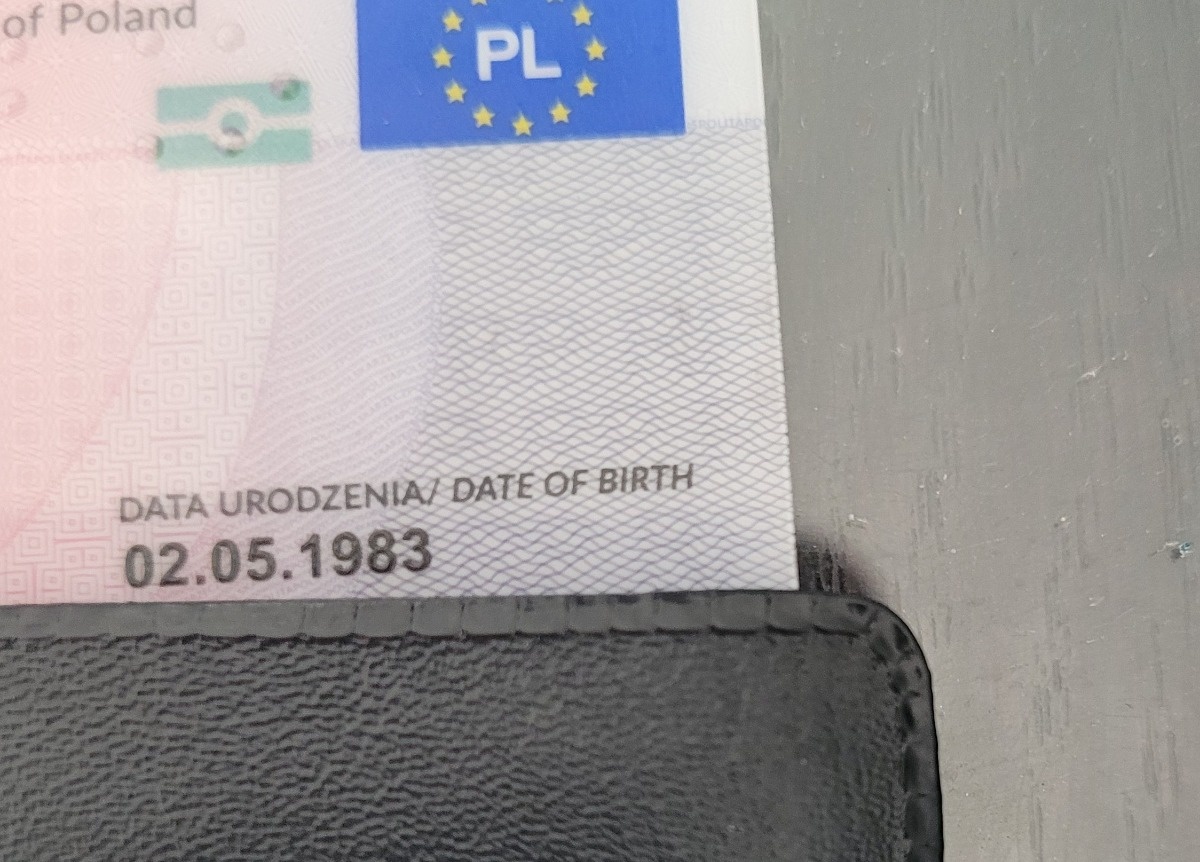 of Poland
PL
DATA URODZENIA/ DATE OF BIRTH
02.05.1983